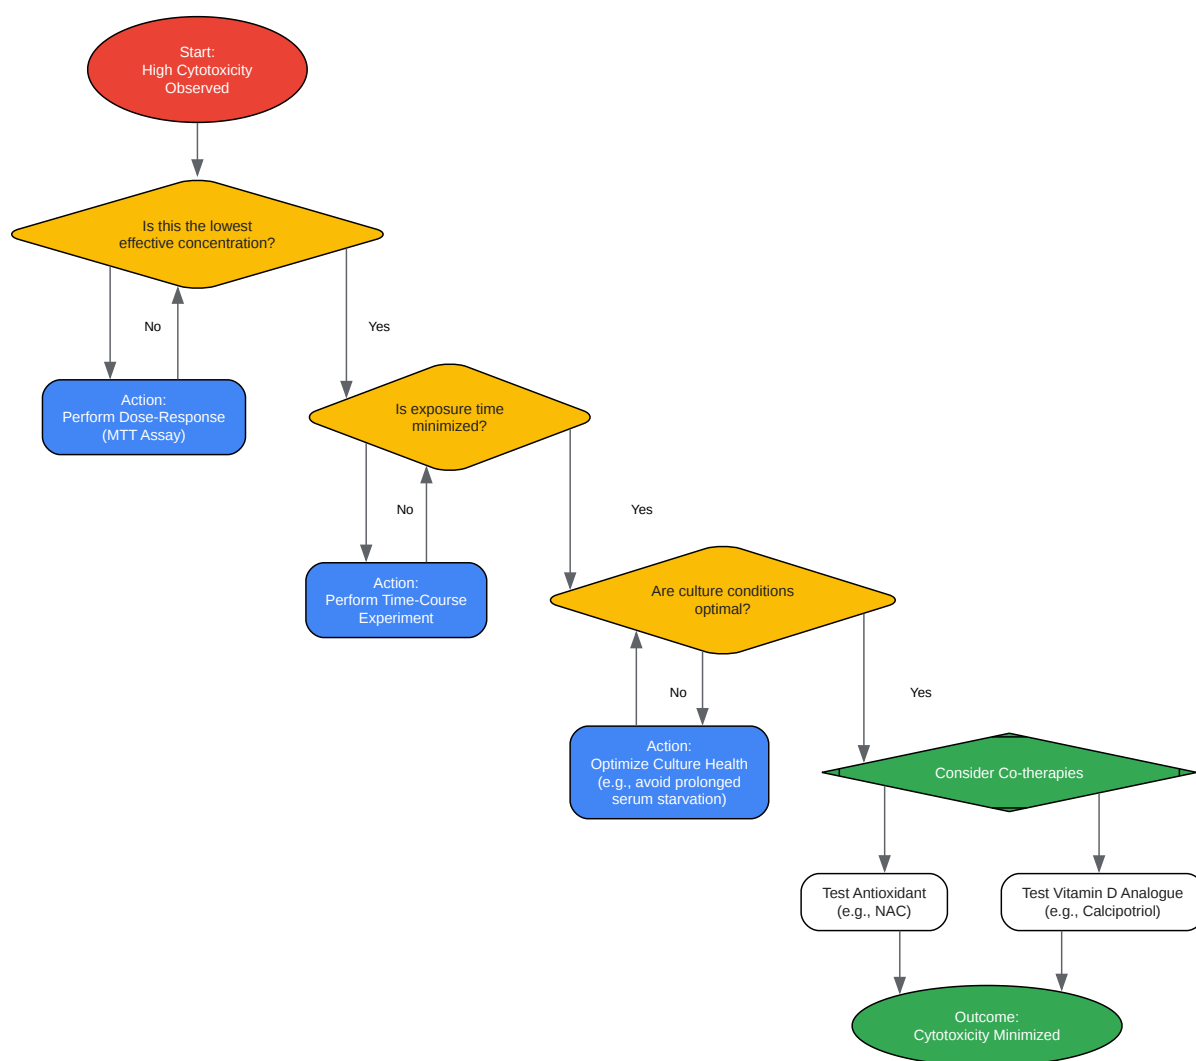 Start:
High Cytotoxicity
Observed
Is this the lowest
effective concentration?
No
Yes
Action:
Perform Dose-Response
(MTT Assay)
Is exposure time
minimized?
No
Yes
Action:
Perform Time-Course
Experiment
Are culture conditions
optimal?
No
Yes
Action:
Optimize Culture Health
(e.g., avoid prolonged
serum starvation)
Consider Co-therapies
Test Antioxidant
(e.g., NAC)
Test Vitamin D Analogue
(e.g., Calcipotriol)
Outcome:
Cytotoxicity Minimized